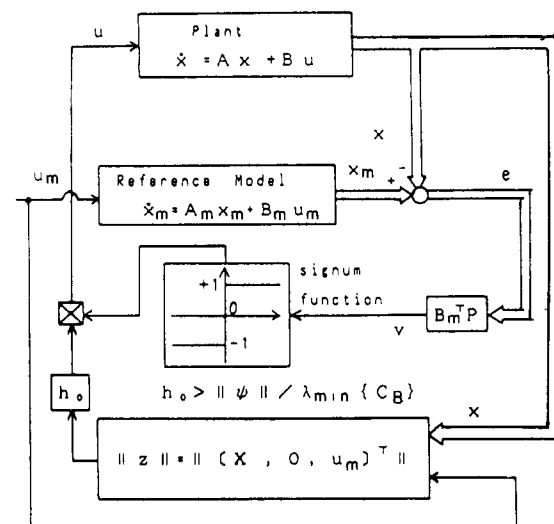 u
Plant
ẋ = A x + B u
x
u_m
x_m
+
-
e
Reference Model
ẋ_m = A_m x_m + B_m u_m
+1
0
-1
signum
function
v
B_m^T P
h_o
h_o > ‖ ψ ‖ / λ_min { C_B }
x
‖ z ‖ = ‖ ( X , 0 , u_m )^T ‖